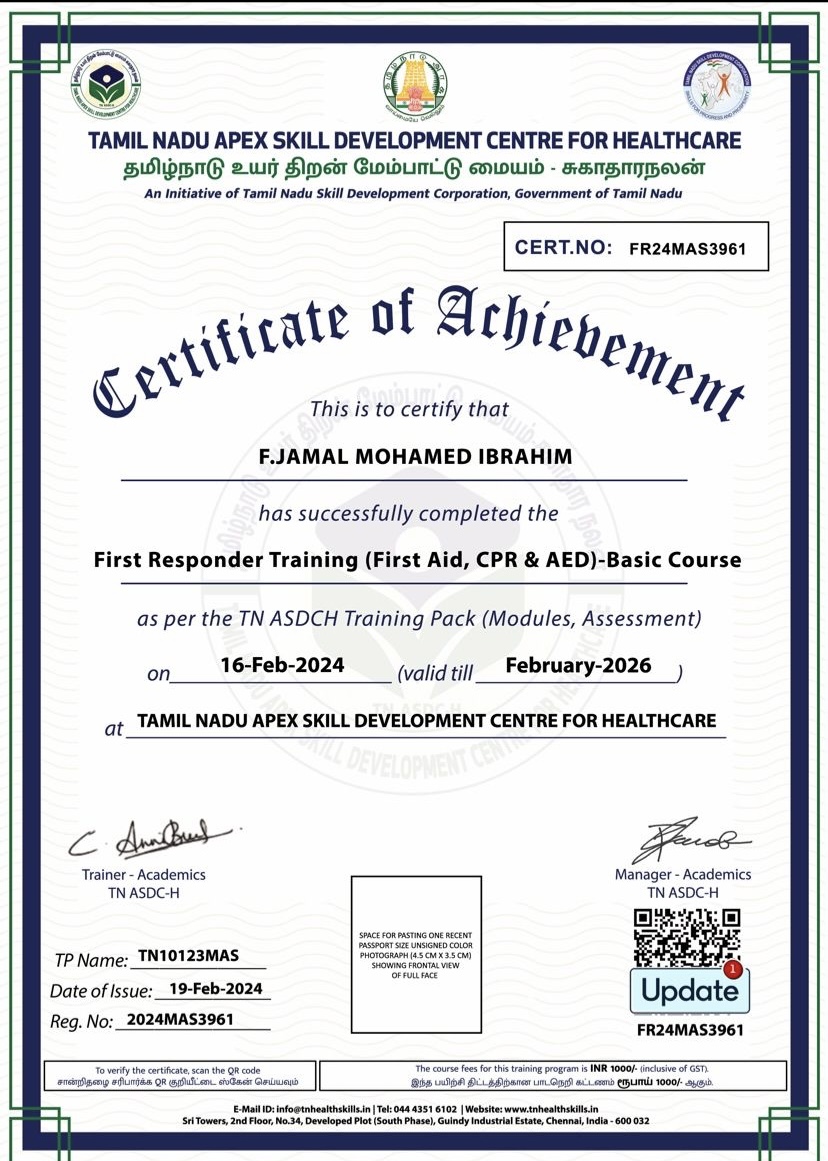 TN ASDC-H
TAMIL NADU APEX SKILL DEVELOPMENT CENTRE FOR HEALTHCARE
தமிழ்நாடு உயர் திறன் மேம்பாட்டு மையம் - சுகாதாரநலன்
An Initiative of Tamil Nadu Skill Development Corporation, Government of Tamil Nadu
CERT.NO: FR24MAS3961
Certificate of Achievement
This is to certify that
F.JAMAL MOHAMED IBRAHIM
has successfully completed the
First Responder Training (First Aid, CPR & AED)-Basic Course
as per the TN ASDCH Training Pack (Modules, Assessment)
on 16-Feb-2024 (valid till February-2026 )
at TAMIL NADU APEX SKILL DEVELOPMENT CENTRE FOR HEALTHCARE
Trainer - Academics
TN ASDC-H
Manager - Academics
TN ASDC-H
SPACE FOR PASTING ONE RECENT
PASSPORT SIZE UNSIGNED COLOR
PHOTOGRAPH (4.5 CM X 3.5 CM)
SHOWING FRONTAL VIEW
OF FULL FACE
TP Name: TN10123MAS
Date of Issue: 19-Feb-2024
Reg. No: 2024MAS3961
1
Update
FR24MAS3961
To verify the certificate, scan the QR code
சான்றிதழை சரிபார்க்க QR குறியீட்டை ஸ்கேன் செய்யவும்
The course fees for this training program is INR 1000/- (inclusive of GST).
இந்த பயிற்சி திட்டத்திற்கான பாடநெறி கட்டணம் ரூபாய் 1000/- ஆகும்.
E-Mail ID: info@tnhealthskills.in | Tel: 044 4351 6102 | Website: www.tnhealthskills.in
Sri Towers, 2nd Floor, No.34, Developed Plot (South Phase), Guindy Industrial Estate, Chennai, India - 600 032